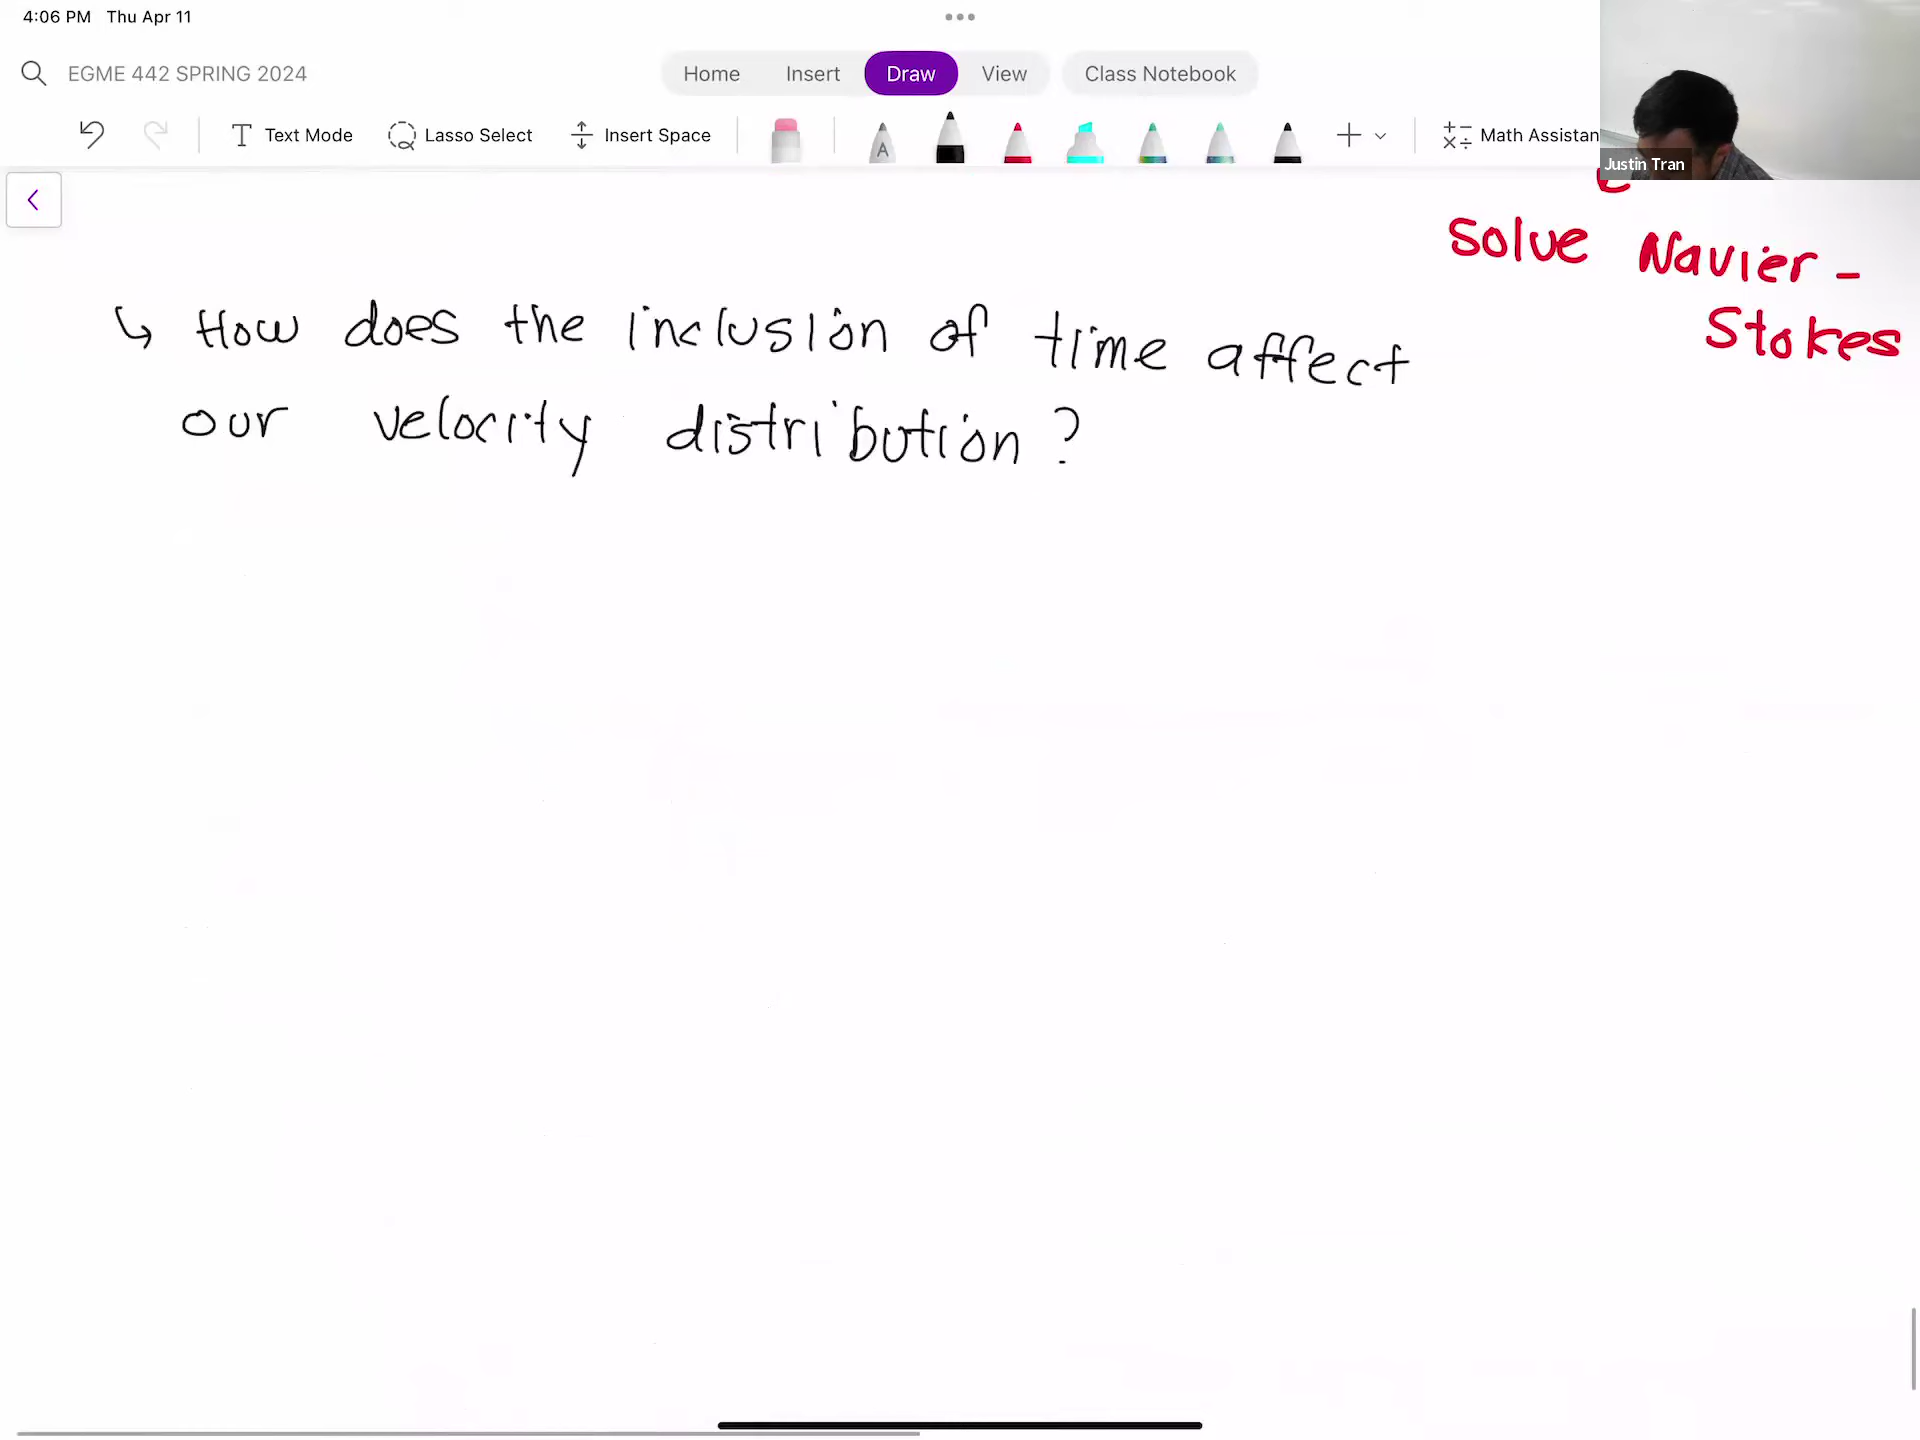 4:06 PM Thu Apr 11
EGME 442 SPRING 2024
Home Insert Draw View Class Notebook
Text Mode Lasso Select Insert Space A Math Assistan
Justin Tran
Solve Navier -
Stokes
↳ How does the inclusion of time affect
our velocity distribution?